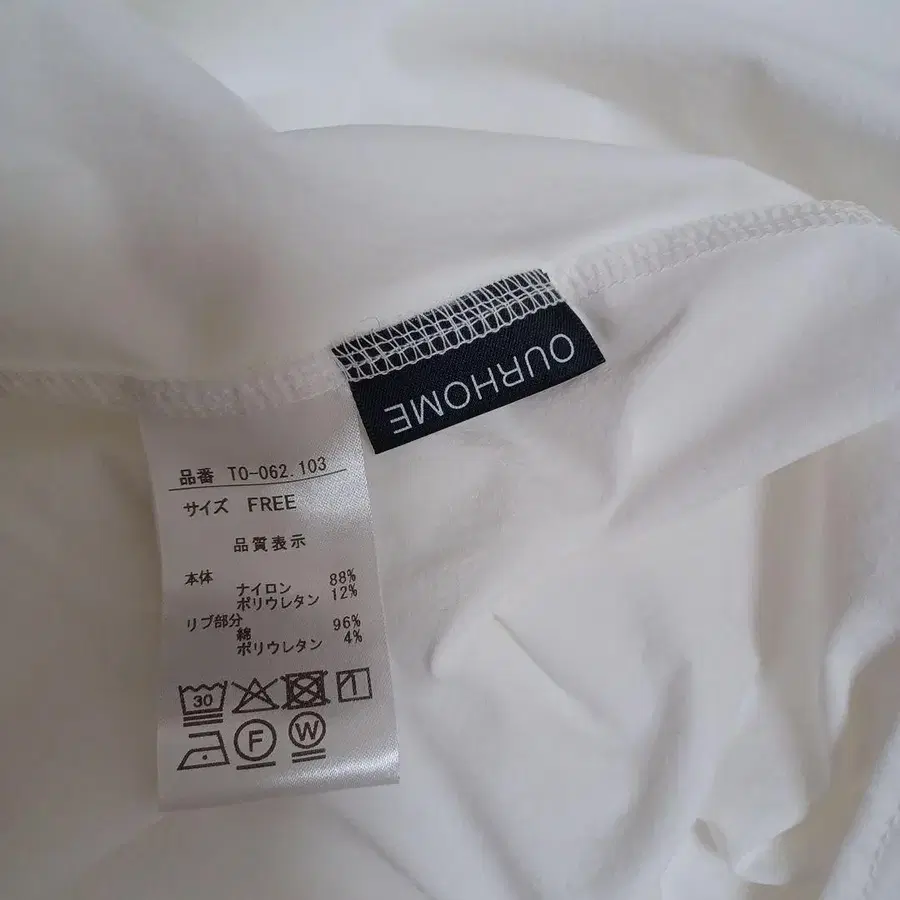 OURHOME
品番 TO-062.103
サイズ FREE
品質表示
本体
ナイロン 88%
ポリウレタン 12%
リブ部分
綿 96%
ポリウレタン 4%
30
F W